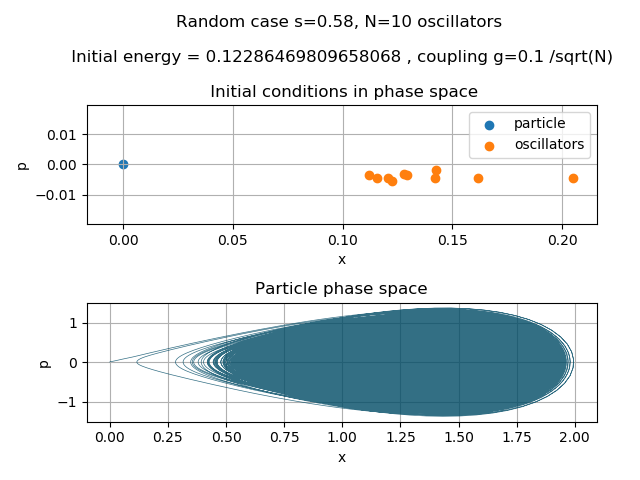 Random case s=0.58, N=10 oscillators
Initial energy = 0.12286469809658068 , coupling g=0.1 /sqrt(N)
Initial conditions in phase space
particle
oscillators
0.01
0.00
−0.01
p
0.00 0.05 0.10 0.15 0.20
x
Particle phase space
1
0
−1
p
0.00 0.25 0.50 0.75 1.00 1.25 1.50 1.75 2.00
x